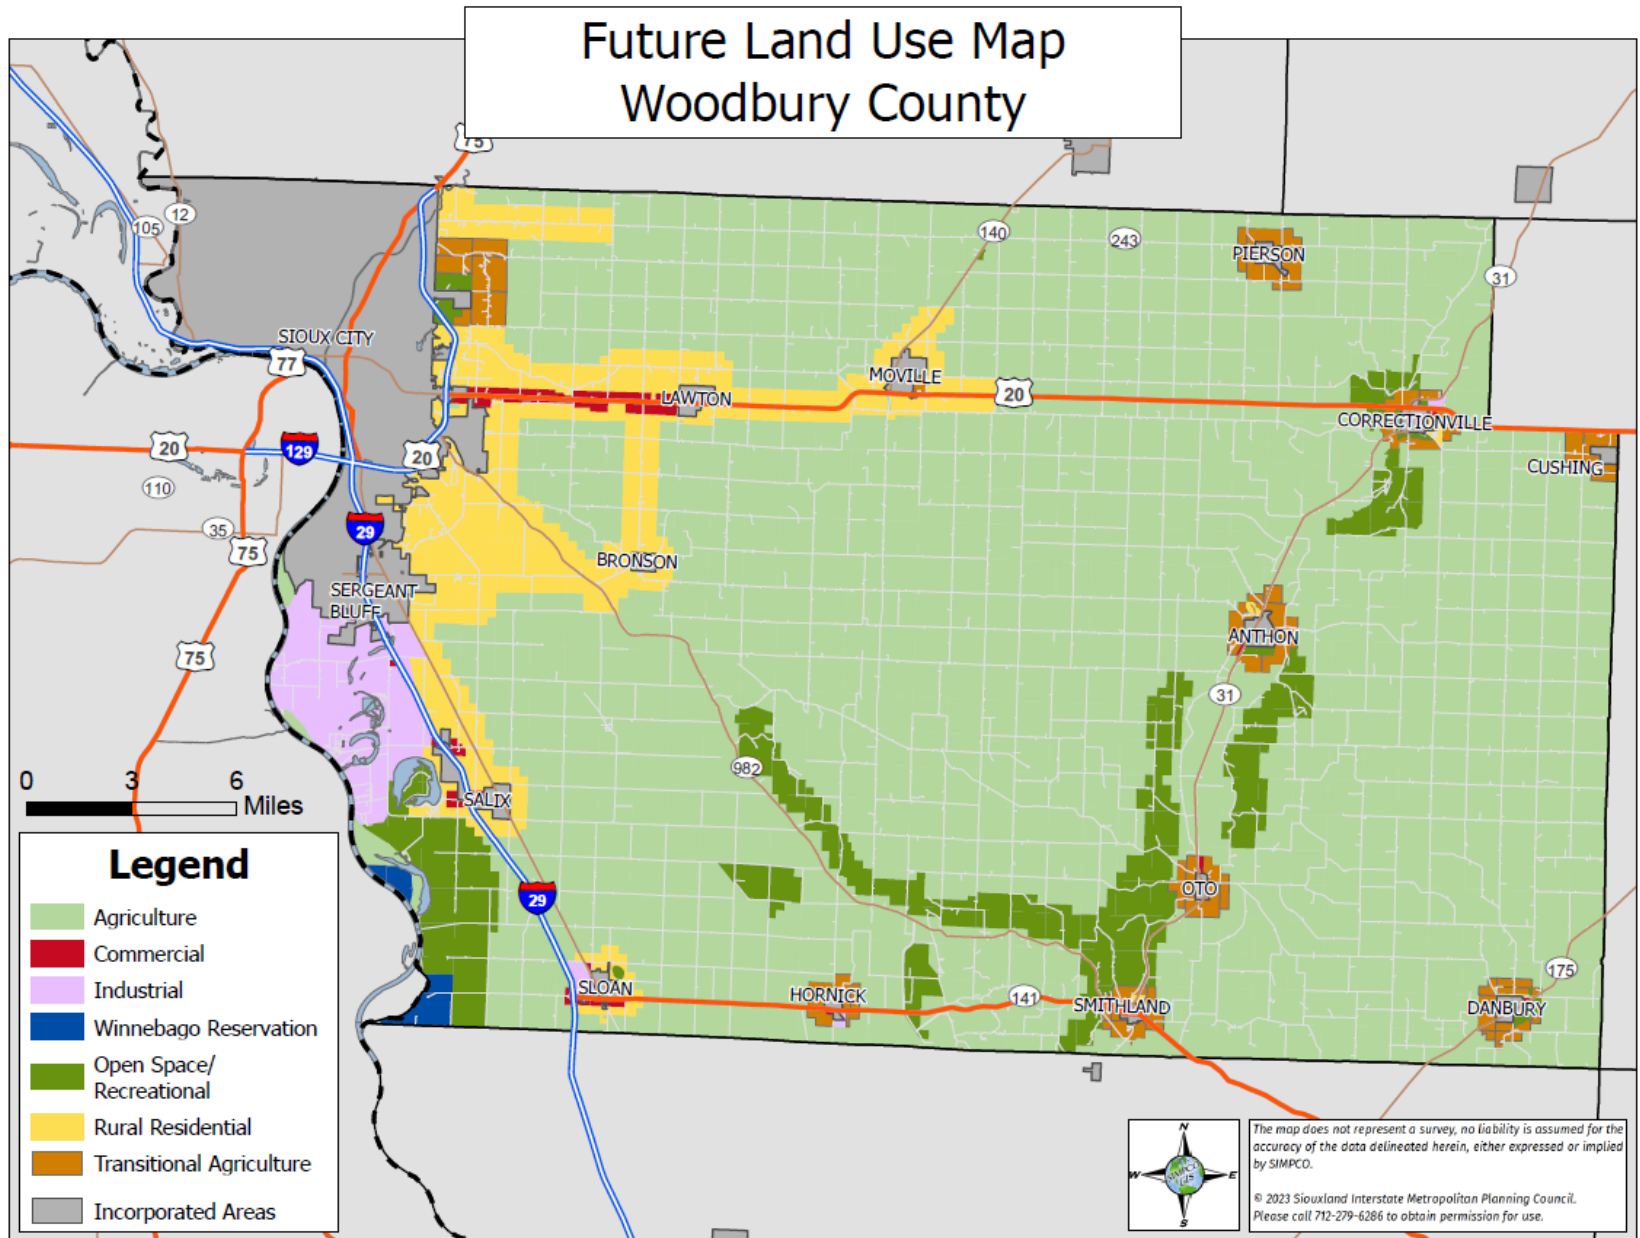 Future Land Use Map
Woodbury County
75
12
105
140
243
PIERSON
31
SIOUX CITY
77
MOVILLE
LAWTON
20
CORRECTIONVILLE
20
129
20
CUSHING
110
35
29
75
BRONSON
SERGEANT
BLUFF
ANTHON
75
31
982
0 3 6
Miles
SALIX
OTO
29
175
SLOAN
HORNICK
141
SMITHLAND
DANBURY
Legend
Agriculture
Commercial
Industrial
Winnebago Reservation
Open Space/
Recreational
Rural Residential
Transitional Agriculture
Incorporated Areas
N
W
E
S
SIMPCO
GIS
The map does not represent a survey, no liability is assumed for the
accuracy of the data delineated herein, either expressed or implied
by SIMPCO.
© 2023 Siouxland Interstate Metropolitan Planning Council.
Please call 712-279-6286 to obtain permission for use.